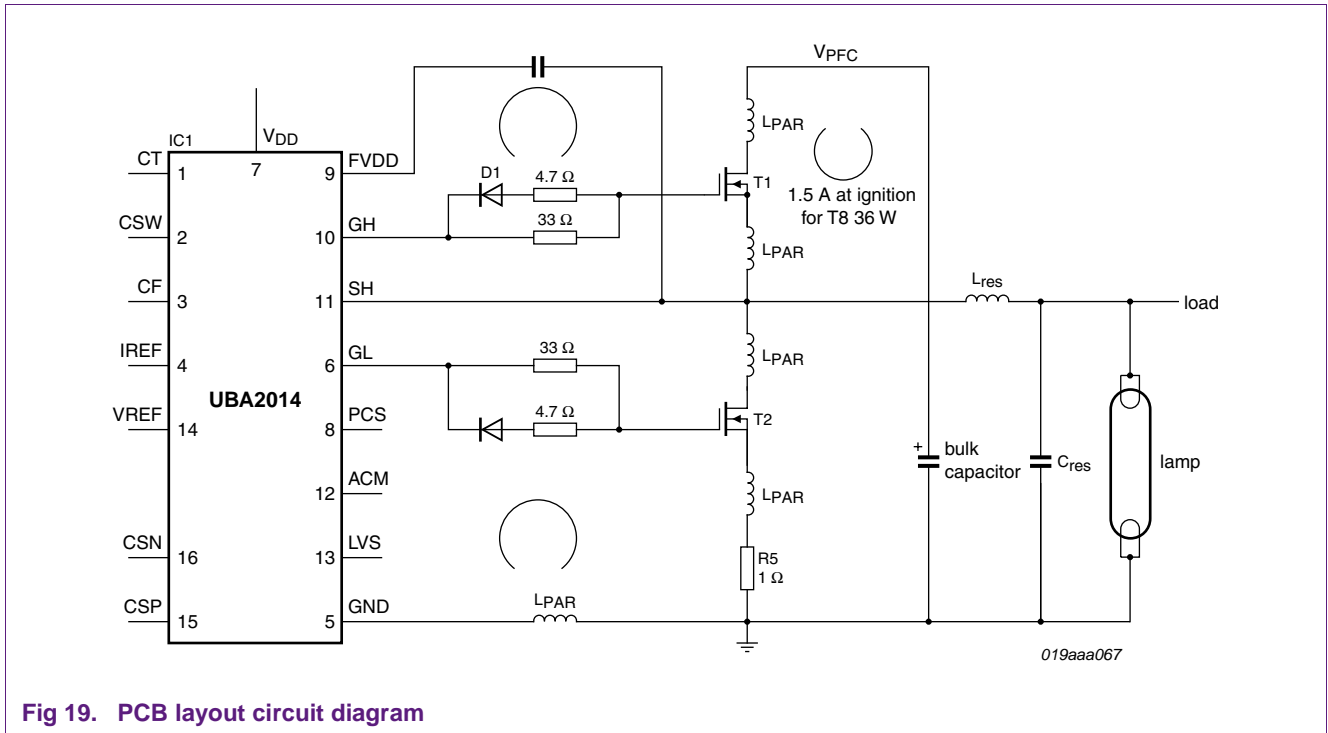 VPFC
LPAR
IC1
VDD
7
CT
1
9
FVDD
D1
4.7 Ω
33 Ω
T1
1.5 A at ignition
for T8 36 W
CSW
2
10
GH
LPAR
CF
3
11
SH
Lres
load
IREF
4
6
GL
33 Ω
LPAR
UBA2014
VREF
14
8
PCS
4.7 Ω
T2
+
bulk
capacitor
Cres
lamp
12
ACM
LPAR
CSN
16
13
LVS
R5
1 Ω
CSP
15
5
GND
LPAR
019aaa067
Fig 19. PCB layout circuit diagram